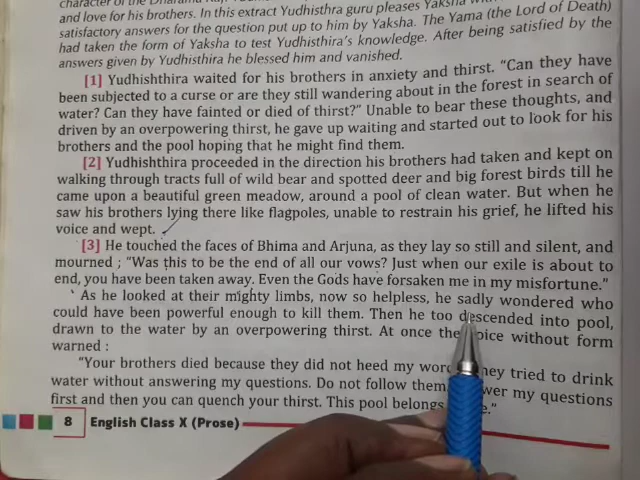 character of the Dharama Raj
and love for his brothers. In this extract Yudhisthra guru pleases Yaksha
satisfactory answers for the question put up to him by Yaksha. The Yama (the Lord of Death)
had taken the form of Yaksha to test Yudhisthira's knowledge. After being satisfied by the
answers given by Yudhisthira he blessed him and vanished.
[1] Yudhishthira waited for his brothers in anxiety and thirst. "Can they have
been subjected to a curse or are they still wandering about in the forest in search of
water? Can they have fainted or died of thirst?" Unable to bear these thoughts, and
driven by an overpowering thirst, he gave up waiting and started out to look for his
brothers and the pool hoping that he might find them.
[2] Yudhishthira proceeded in the direction his brothers had taken and kept on
walking through tracts full of wild bear and spotted deer and big forest birds till he
came upon a beautiful green meadow, around a pool of clean water. But when he
saw his brothers lying there like flagpoles, unable to restrain his grief, he lifted his
voice and wept.
[3] He touched the faces of Bhima and Arjuna, as they lay so still and silent, and
mourned ; "Was this to be the end of all our vows? Just when our exile is about to
end, you have been taken away. Even the Gods have forsaken me in my misfortune."
As he looked at their mighty limbs, now so helpless, he sadly wondered who
could have been powerful enough to kill them. Then he too descended into pool,
drawn to the water by an overpowering thirst. At once the voice without form
warned :
"Your brothers died because they did not heed my they tried to drink
water without answering my questions. Do not follow them my questions
first and then you can quench your thirst. This pool belongs
8 English Class X (Prose)